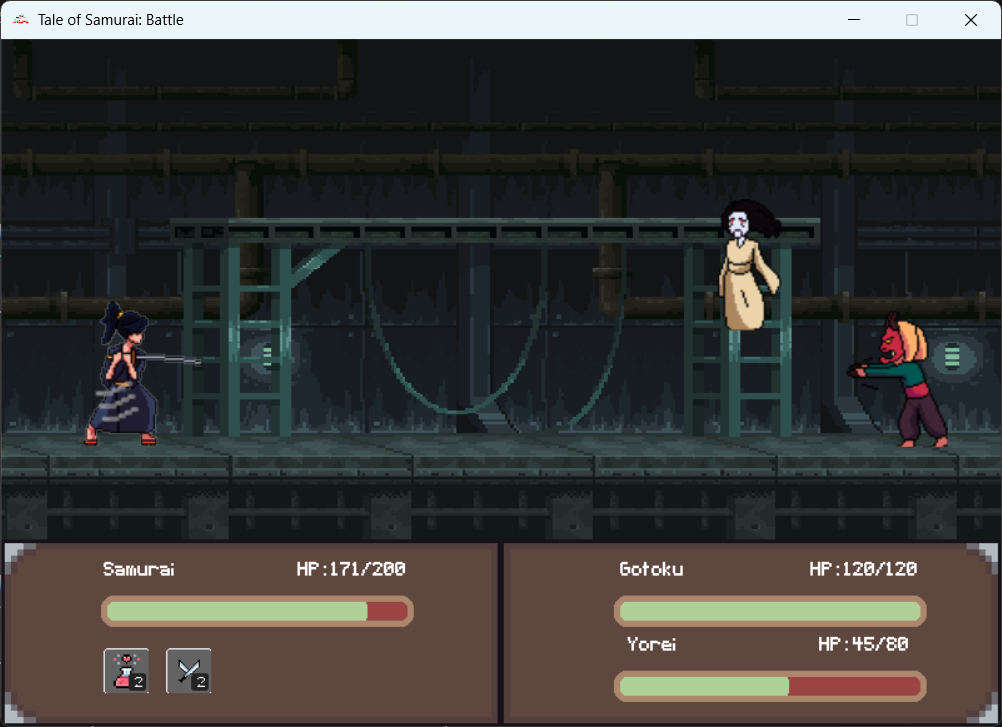 Tale of Samurai: Battle
Samurai HP:171/200
2 2
Gotoku HP:120/120
Yorei HP:45/80